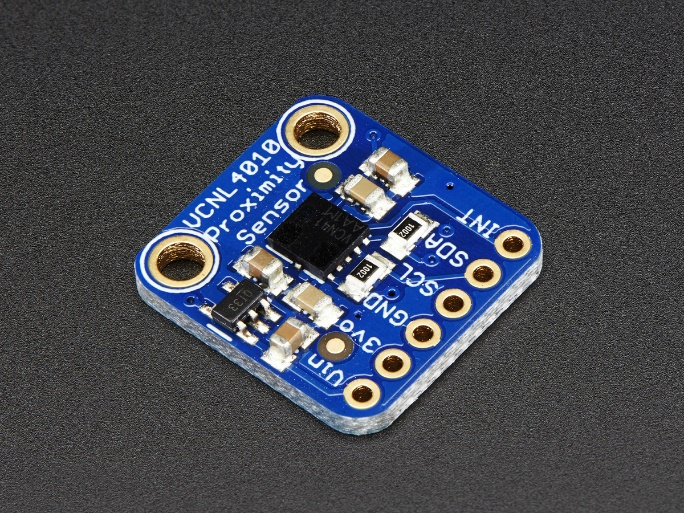 VCNL4010
Proximity
Sensor
INT
SDA
SCL
GND
3vo
Vin
1002
1002